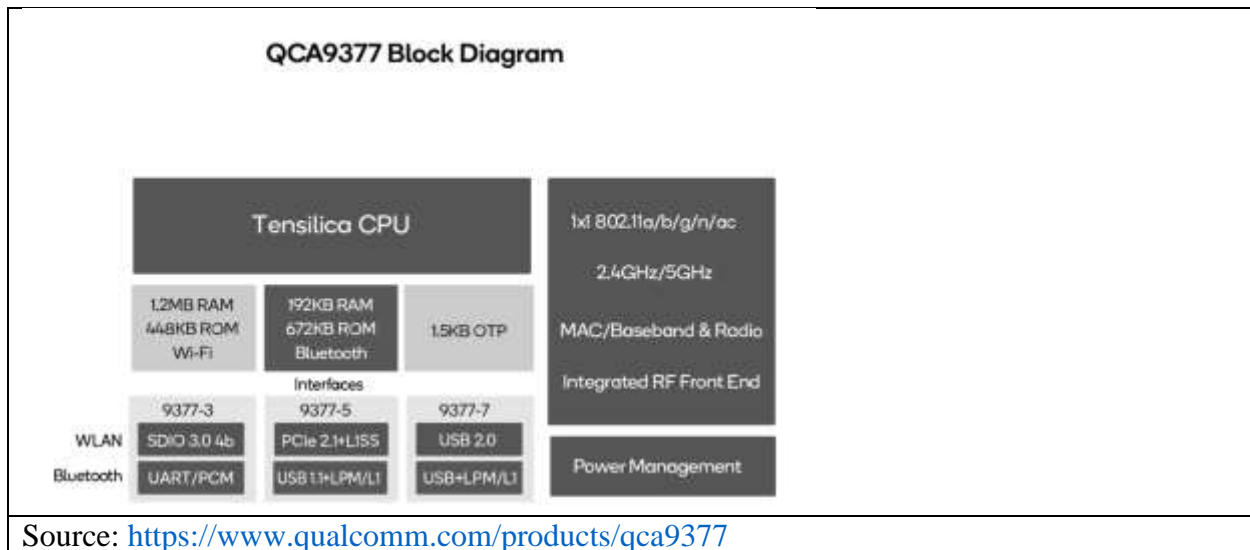 QCA9377 Block Diagram
Tensilica CPU
1.2MB RAM
448KB ROM
Wi-Fi
192KB RAM
672KB ROM
Bluetooth
1.5KB OTP
1x1 802.11a/b/g/n/ac
2.4GHz/5GHz
MAC/Baseband & Radio
Integrated RF Front End
Interfaces
9377-3
9377-5
9377-7
WLAN
SDIO 3.0 4b
PCIe 2.1+L1SS
USB 2.0
Bluetooth
UART/PCM
USB 1.1+LPM/L1
USB+LPM/L1
Power Management
Source: https://www.qualcomm.com/products/qca9377